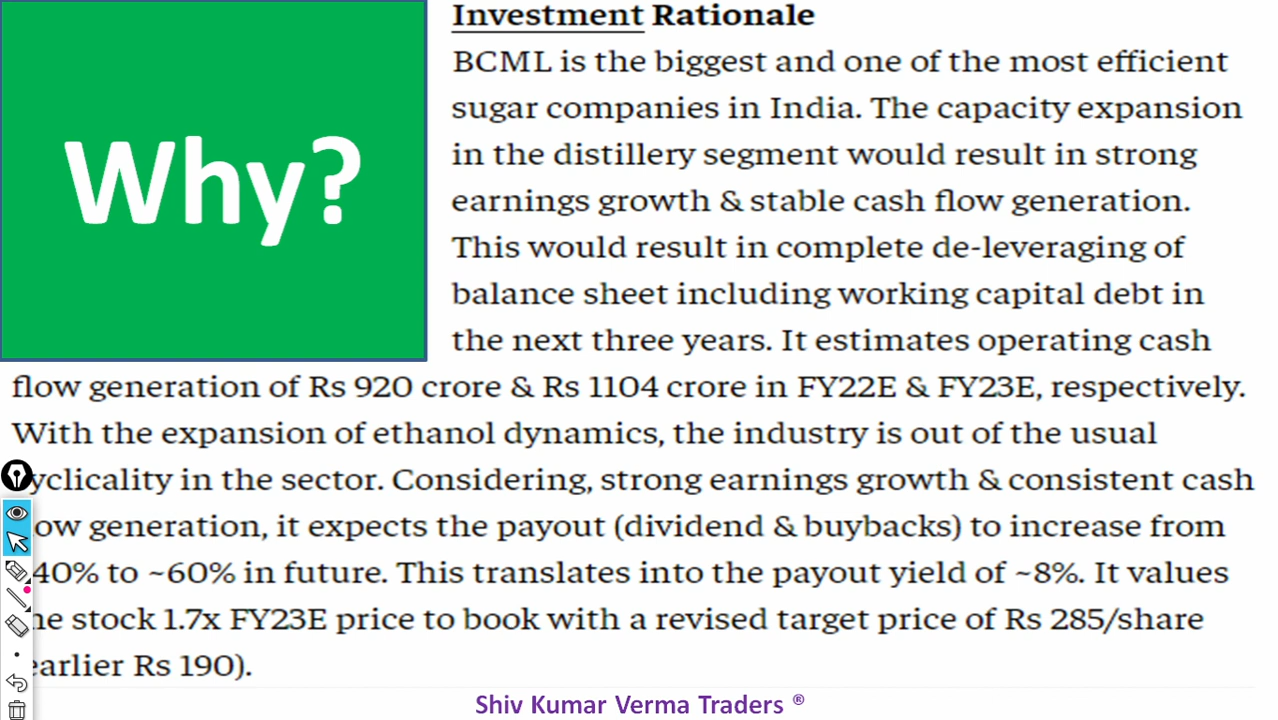 Why?
Investment Rationale
BCML is the biggest and one of the most efficient
sugar companies in India. The capacity expansion
in the distillery segment would result in strong
earnings growth & stable cash flow generation.
This would result in complete de-leveraging of
balance sheet including working capital debt in
the next three years. It estimates operating cash
flow generation of Rs 920 crore & Rs 1104 crore in FY22E & FY23E, respectively.
With the expansion of ethanol dynamics, the industry is out of the usual
yclicality in the sector. Considering, strong earnings growth & consistent cash
ow generation, it expects the payout (dividend & buybacks) to increase from
40% to ~60% in future. This translates into the payout yield of ~8%. It values
he stock 1.7x FY23E price to book with a revised target price of Rs 285/share
earlier Rs 190).
Shiv Kumar Verma Traders ®